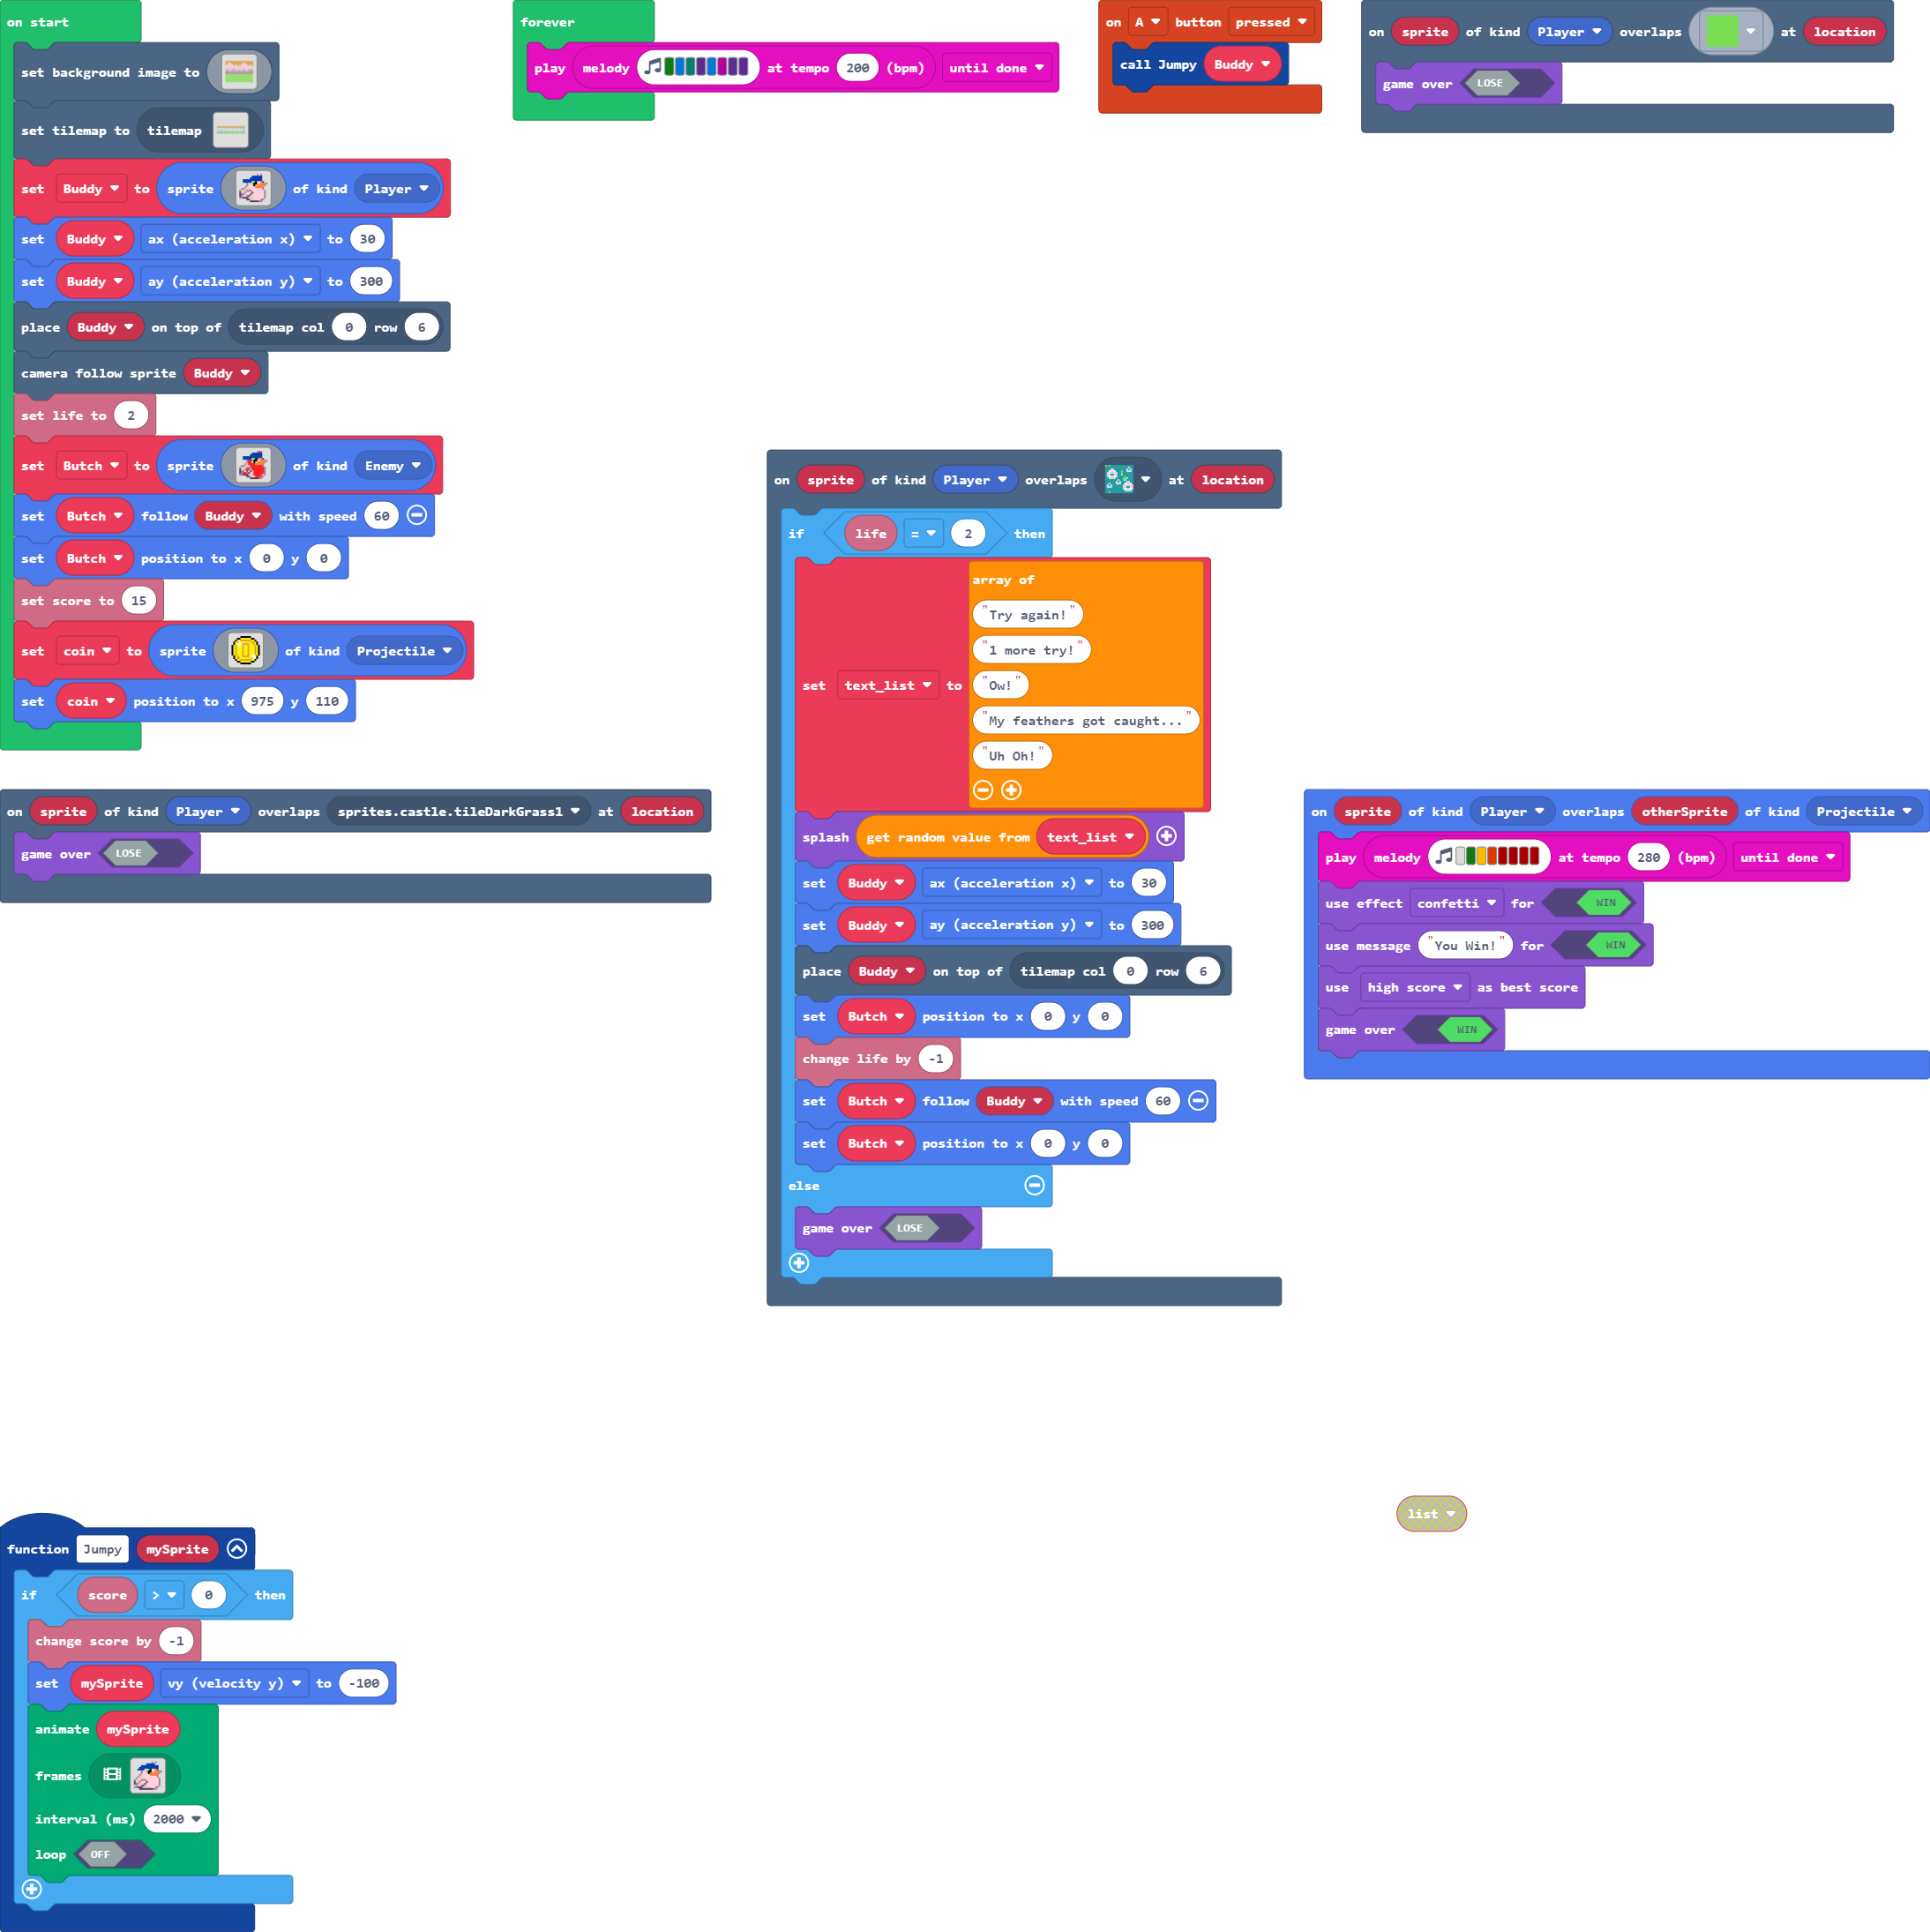 on start
set background image to
set tilemap to tilemap
set Buddy to sprite of kind Player
set Buddy ax (acceleration x) to 30
set Buddy ay (acceleration y) to 300
place Buddy on top of tilemap col 0 row 6
camera follow sprite Buddy
set life to 2
set Butch to sprite of kind Enemy
set Butch follow Buddy with speed 60
set Butch position to x 0 y 0
set score to 15
set coin to sprite of kind Projectile
set coin position to x 975 y 110
forever
play melody at tempo 200 (bpm) until done
on A button pressed
call Jumpy Buddy
on sprite of kind Player overlaps at location
game over LOSE
on sprite of kind Player overlaps at location
if life = 2 then
set text_list to array of
"Try again!"
"1 more try!"
"Ow!"
"My feathers got caught..."
"Uh Oh!"
splash get random value from text_list
set Buddy ax (acceleration x) to 30
set Buddy ay (acceleration y) to 300
place Buddy on top of tilemap col 0 row 6
set Butch position to x 0 y 0
change life by -1
set Butch follow Buddy with speed 60
set Butch position to x 0 y 0
else
game over LOSE
on sprite of kind Player overlaps sprites.castle.tileDarkGrass1 at location
game over LOSE
on sprite of kind Player overlaps otherSprite of kind Projectile
play melody at tempo 280 (bpm) until done
use effect confetti for WIN
use message "You Win!" for WIN
use high score as best score
game over WIN
list
function Jumpy mySprite
if score > 0 then
change score by -1
set mySprite vy (velocity y) to -100
animate mySprite
frames
interval (ms) 2000
loop OFF